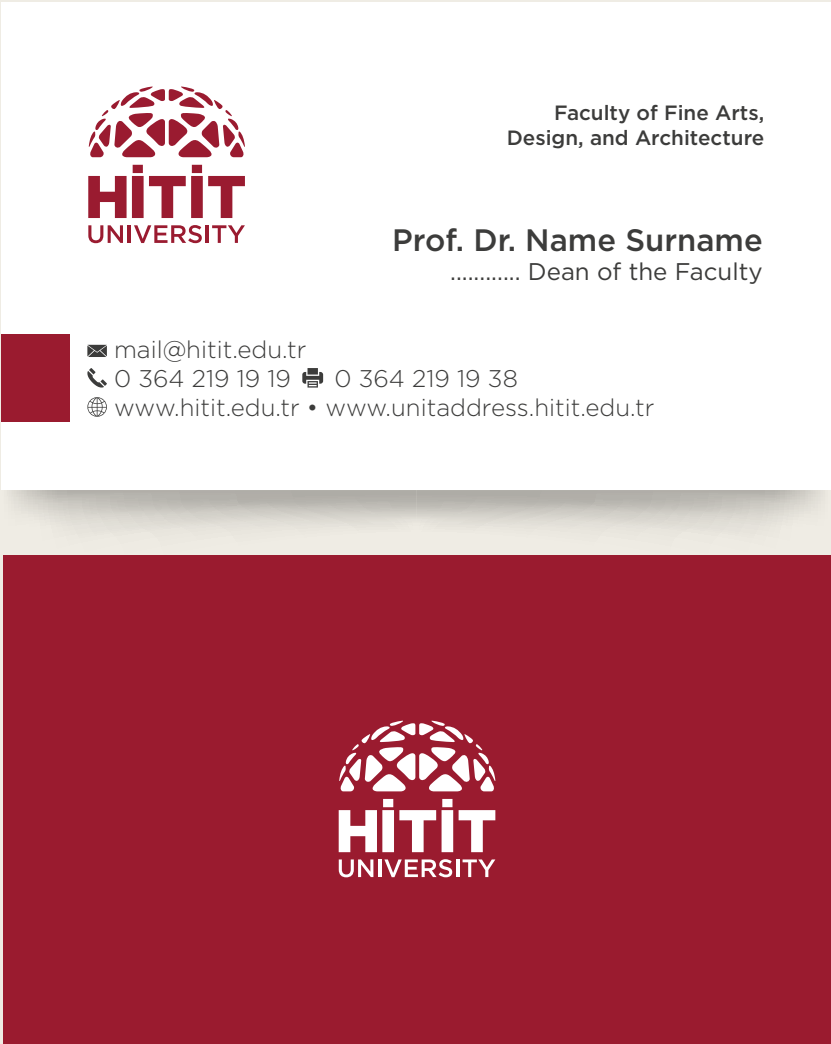 HİTİT
UNIVERSITY
Faculty of Fine Arts,
Design, and Architecture
Prof. Dr. Name Surname
............ Dean of the Faculty
mail@hitit.edu.tr
0 364 219 19 19 0 364 219 19 38
www.hitit.edu.tr • www.unitaddress.hitit.edu.tr
HİTİT
UNIVERSITY